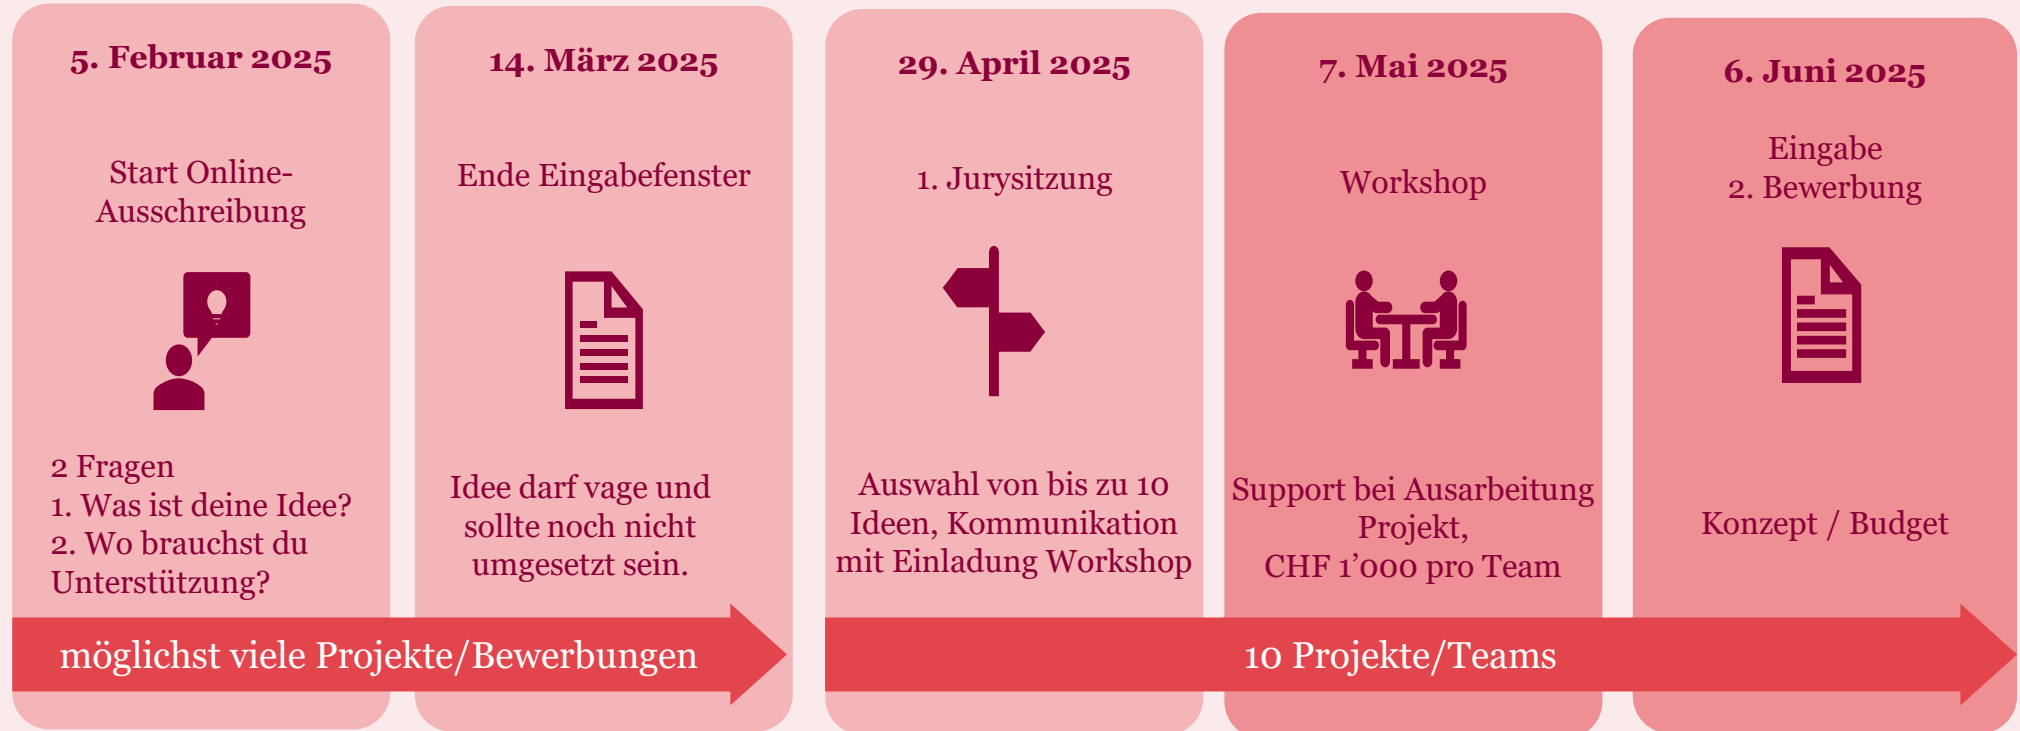 5. Februar 2025
Start Online-
Ausschreibung
2 Fragen
1. Was ist deine Idee?
2. Wo brauchst du
Unterstützung?
14. März 2025
Ende Eingabefenster
Idee darf vage und
sollte noch nicht
umgesetzt sein.
29. April 2025
1. Jurysitzung
Auswahl von bis zu 10
Ideen, Kommunikation
mit Einladung Workshop
7. Mai 2025
Workshop
Support bei Ausarbeitung
Projekt,
CHF 1’000 pro Team
6. Juni 2025
Eingabe
2. Bewerbung
Konzept / Budget
möglichst viele Projekte/Bewerbungen
10 Projekte/Teams